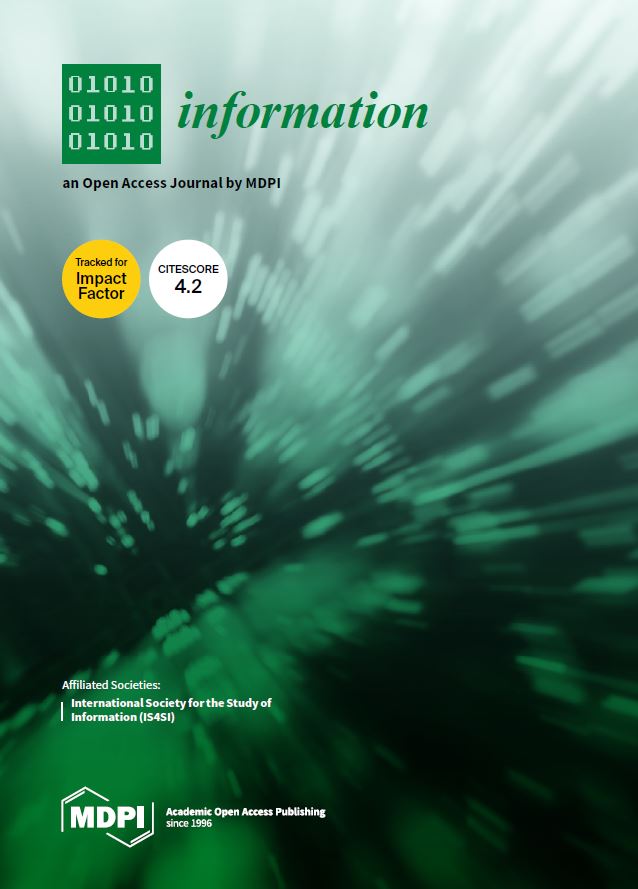 01010
01010
01010
information
an Open Access Journal by MDPI
Tracked for
Impact
Factor
CITESCORE
4.2
Affiliated Societies:
International Society for the Study of
Information (IS4SI)
MDPI
Academic Open Access Publishing
since 1996